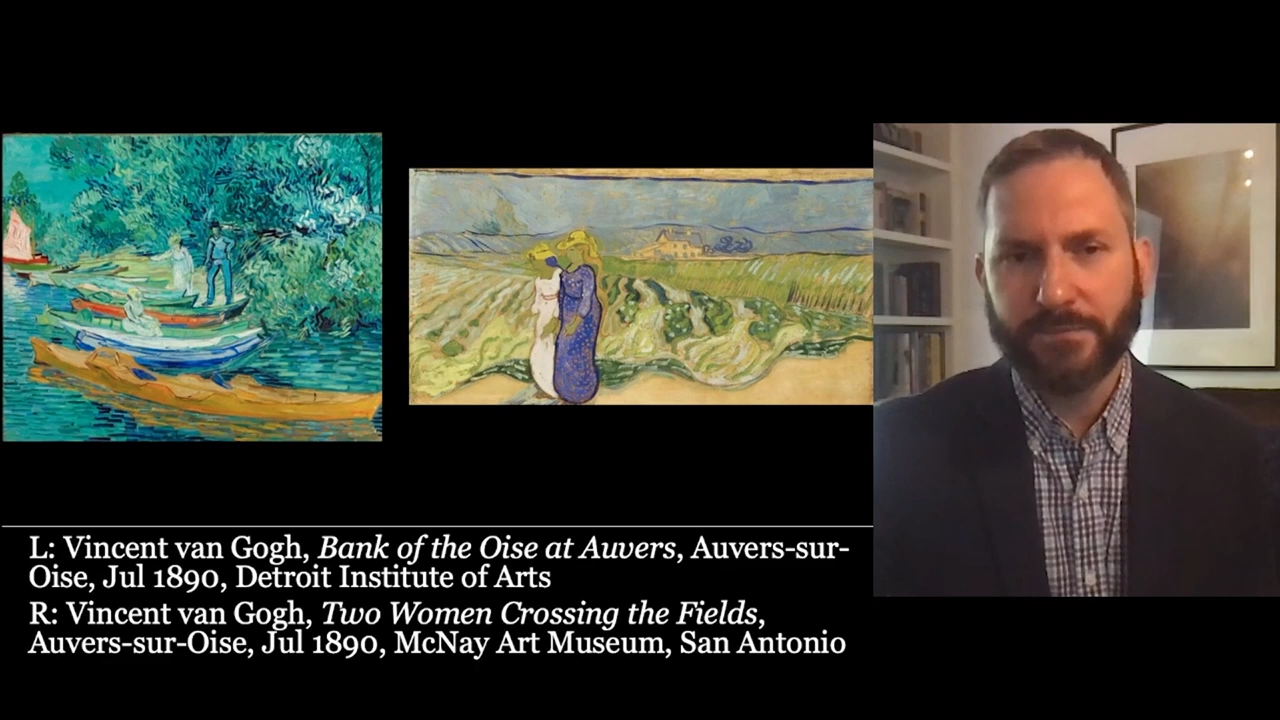 L: Vincent van Gogh, Bank of the Oise at Auvers, Auvers-sur-
Oise, Jul 1890, Detroit Institute of Arts
R: Vincent van Gogh, Two Women Crossing the Fields,
Auvers-sur-Oise, Jul 1890, McNay Art Museum, San Antonio